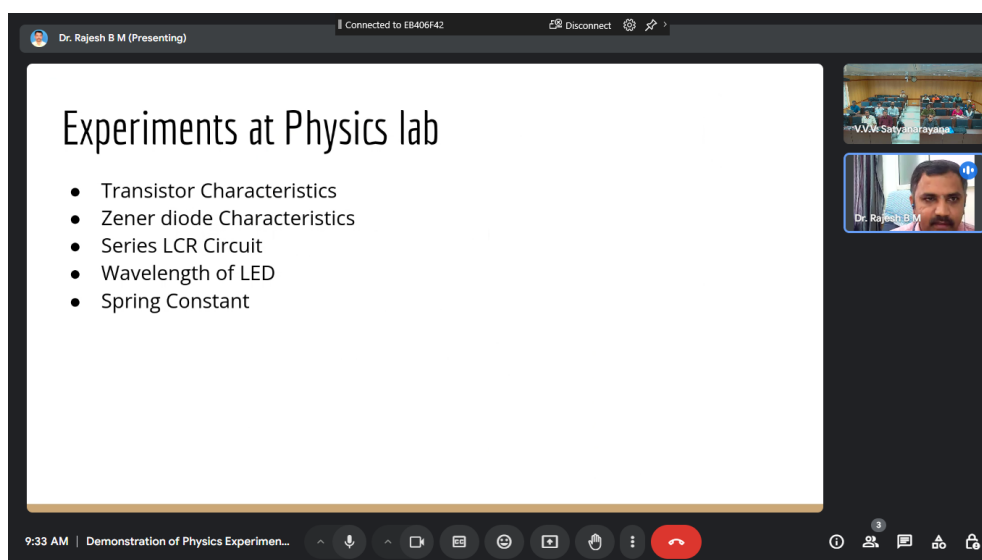 Connected to EB406F42
Disconnect
Dr. Rajesh B M (Presenting)
Experiments at Physics lab
● Transistor Characteristics
● Zener diode Characteristics
● Series LCR Circuit
● Wavelength of LED
● Spring Constant
V.V.V. Satyanarayana
Dr. Rajesh B M
9:33 AM | Demonstration of Physics Experimen...
CC
3